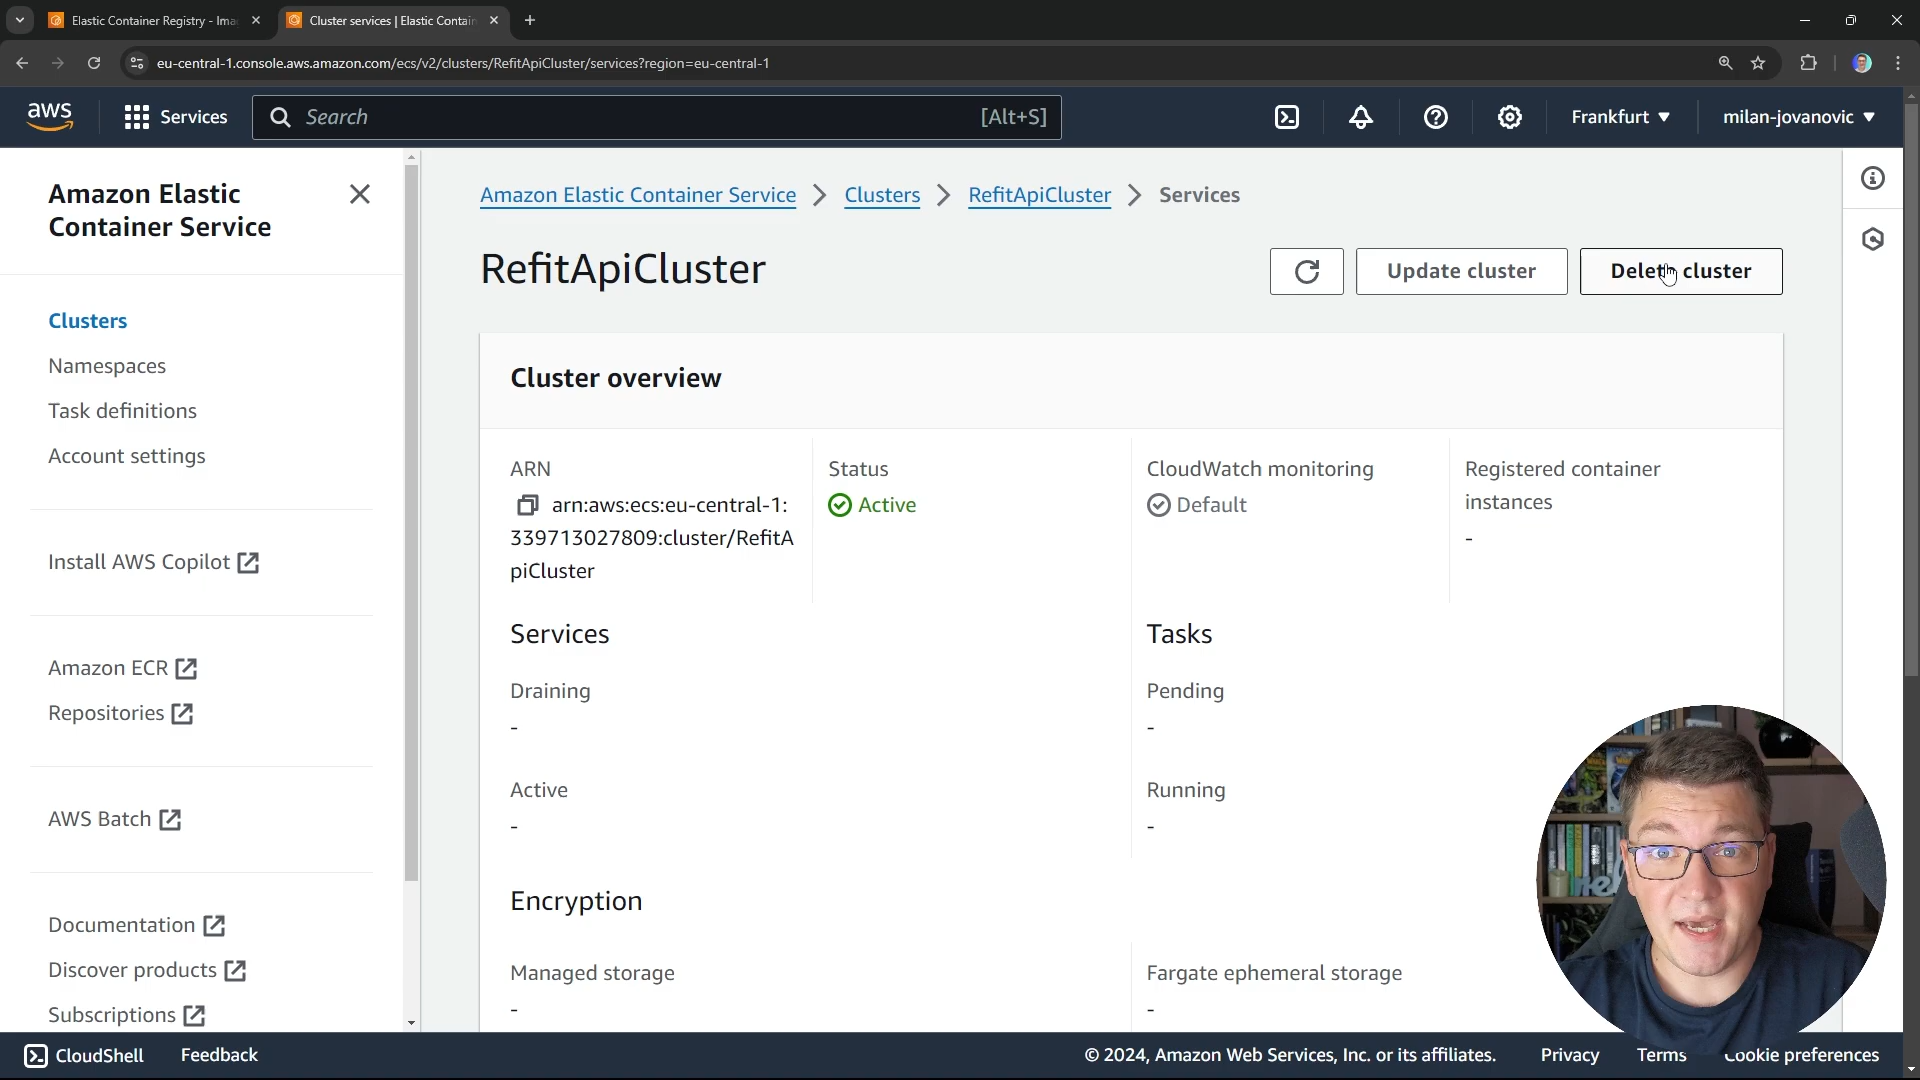 Elastic Container Registry - Ima
Cluster services | Elastic Contain
eu-central-1.console.aws.amazon.com/ecs/v2/clusters/RefitApiCluster/services?region=eu-central-1
aws
Services
Search
[Alt+S]
Frankfurt
milan-jovanovic
Amazon Elastic
Container Service
Clusters
Namespaces
Task definitions
Account settings
Install AWS Copilot
Amazon ECR
Repositories
AWS Batch
Documentation
Discover products
Subscriptions
Amazon Elastic Container Service > Clusters > RefitApiCluster > Services
RefitApiCluster
Update cluster
Delete cluster
Cluster overview
ARN
arn:aws:ecs:eu-central-1:
339713027809:cluster/RefitA
piCluster
Status
Active
CloudWatch monitoring
Default
Registered container
instances
-
Services
Draining
-
Active
-
Tasks
Pending
-
Running
-
Encryption
Managed storage
-
Fargate ephemeral storage
-
CloudShell
Feedback
© 2024, Amazon Web Services, Inc. or its affiliates.
Privacy
Terms
Cookie preferences